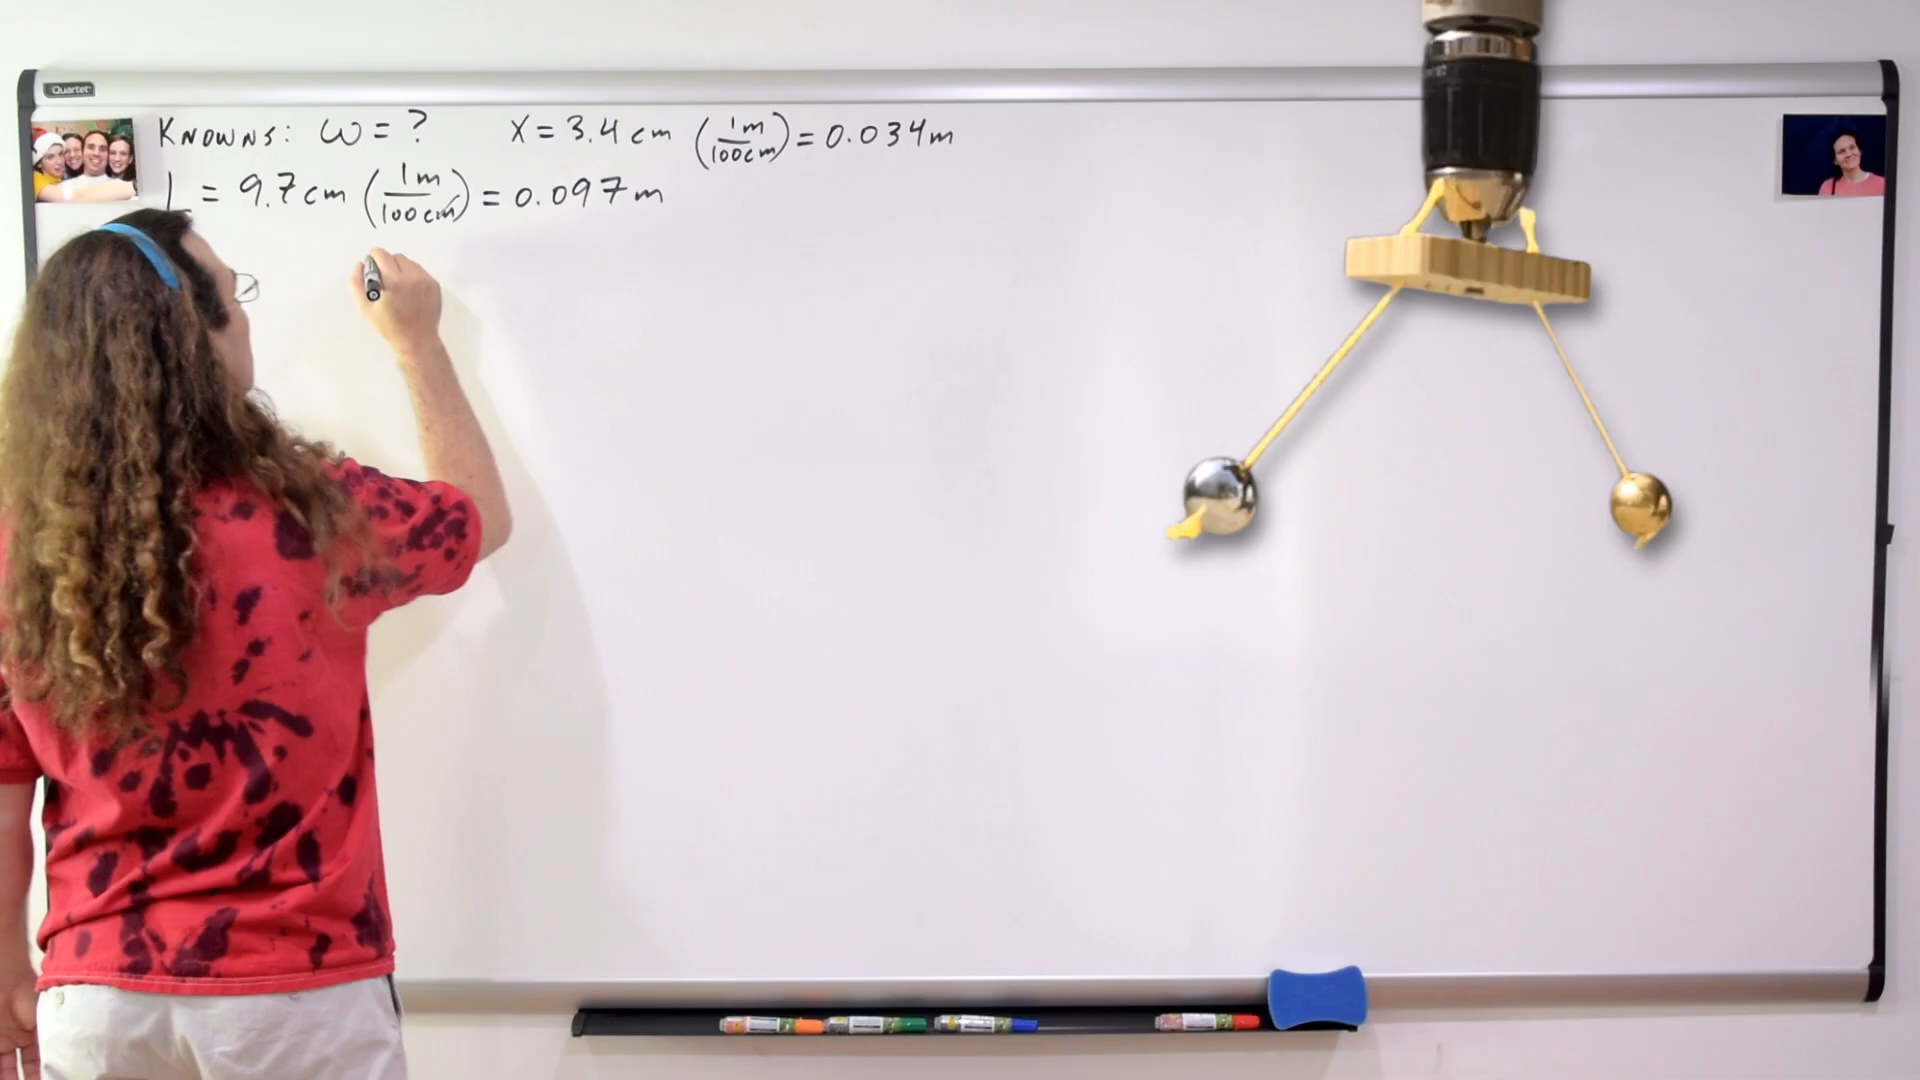 Quartet
KNOWNS: ω = ? X = 3.4 cm (1m/100cm) = 0.034 m
L = 9.7 cm (1m/100cm) = 0.097 m